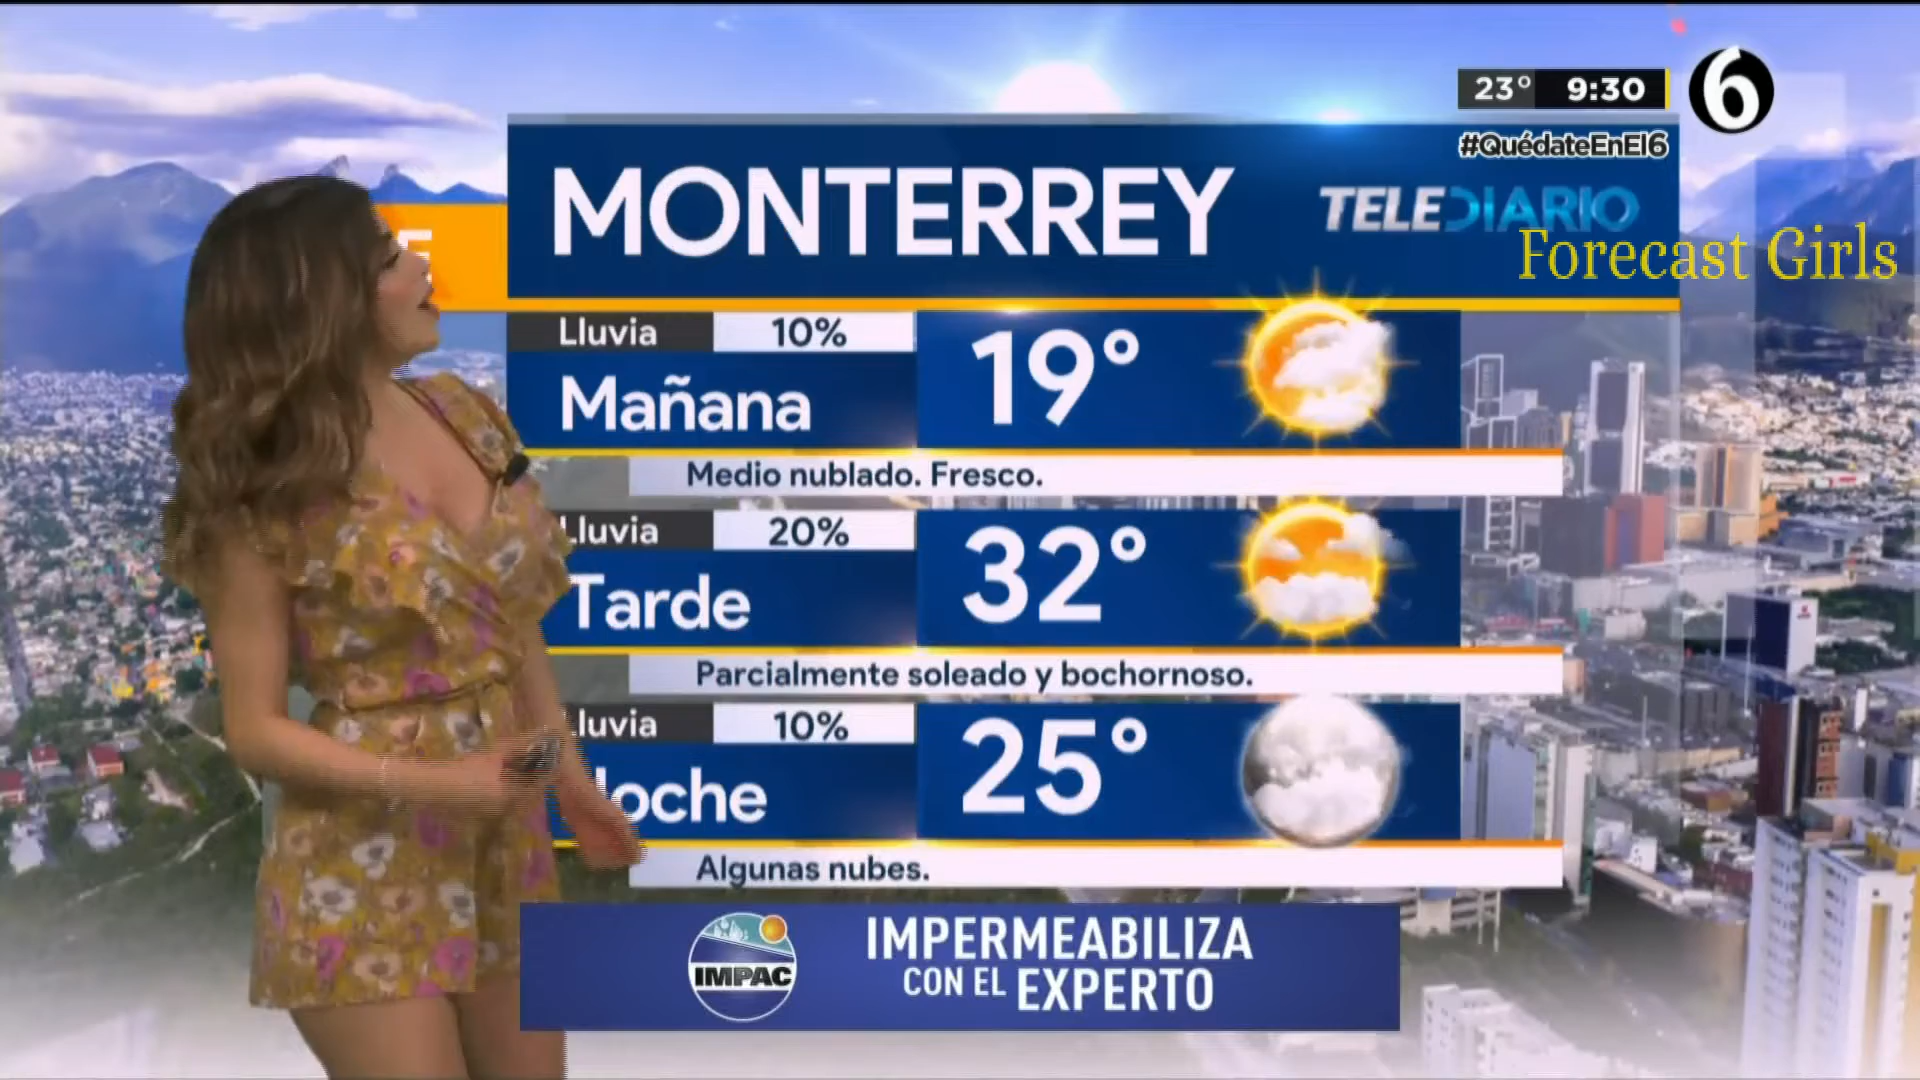 23° 9:30
6
#QuédateEnEl6
MONTERREY
TELEDIARIO
Forecast Girls
Lluvia 10%
Mañana
19°
Medio nublado. Fresco.
Lluvia 20%
Tarde
32°
Parcialmente soleado y bochornoso.
Lluvia 10%
oche
25°
Algunas nubes.
IMPAC
IMPERMEABILIZA
CON EL EXPERTO